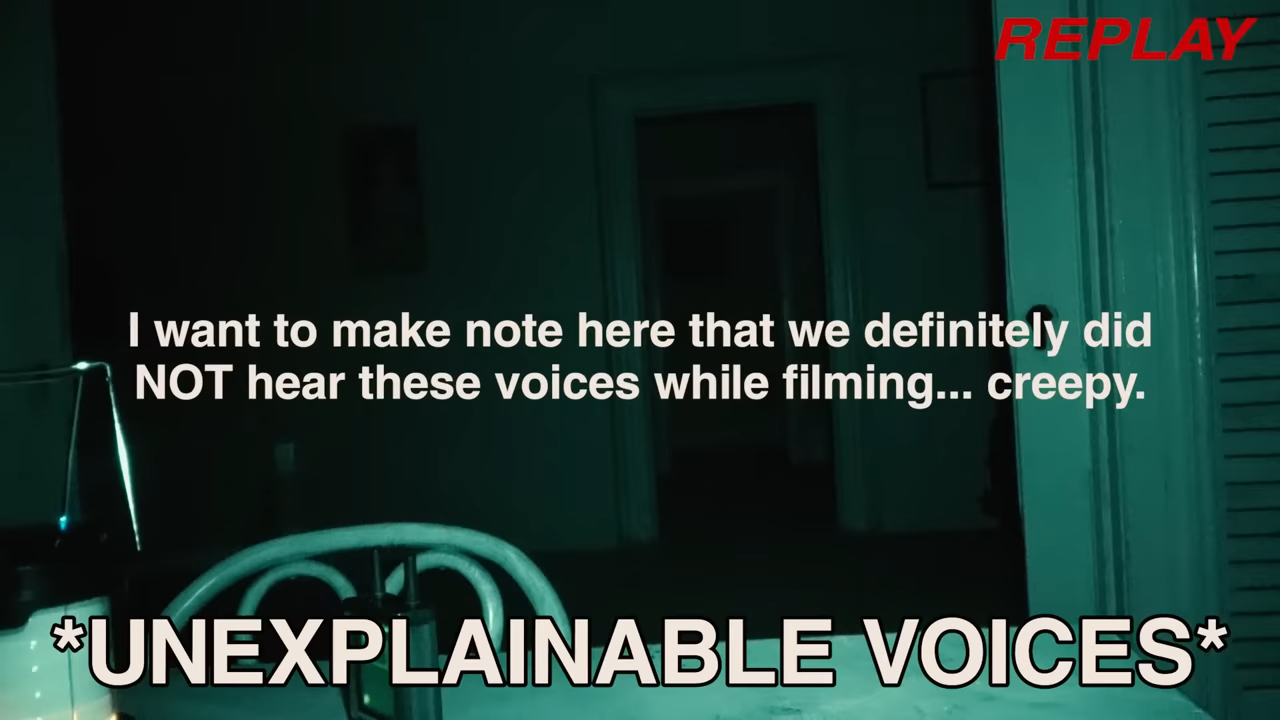 REPLAY
I want to make note here that we definitely did
NOT hear these voices while filming... creepy.
*UNEXPLAINABLE VOICES*